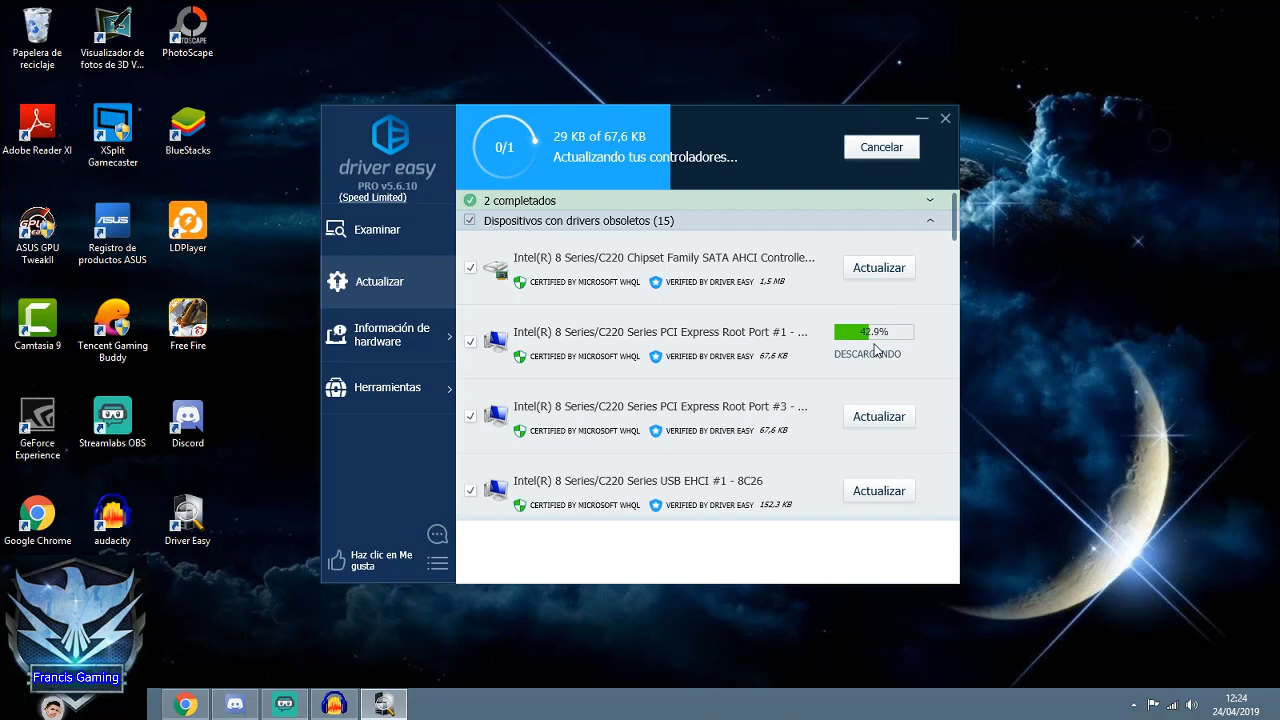 Papelera de
reciclaje
Visualizador de
fotos de 3D V...
PHOTOSCAPE
PhotoScape
Adobe Reader XI
XSplit
Gamecaster
BlueStacks
ASUS GPU
TweakII
ASUS
Registro de
productos ASUS
LDPlayer
Camtasia 9
Tencent Gaming
Buddy
Free Fire
GeForce
Experience
Streamlabs OBS
Discord
Google Chrome
audacity
Driver Easy
Francis Gaming
driver easy
PRO v5.6.10
(Speed Limited)
Examinar
Actualizar
Información de
hardware
Herramientas
Haz clic en Me
gusta
0/1
29 KB of 67,6 KB
Actualizando tus controladores...
Cancelar
2 completados
Dispositivos con drivers obsoletos (15)
Intel(R) 8 Series/C220 Chipset Family SATA AHCI Controlle...
CERTIFIED BY MICROSOFT WHQL VERIFIED BY DRIVER EASY 1,5 MB
Actualizar
Intel(R) 8 Series/C220 Series PCI Express Root Port #1 - ...
CERTIFIED BY MICROSOFT WHQL VERIFIED BY DRIVER EASY 67,6 KB
42.9%
DESCARGANDO
Intel(R) 8 Series/C220 Series PCI Express Root Port #3 - ...
CERTIFIED BY MICROSOFT WHQL VERIFIED BY DRIVER EASY 67,6 KB
Actualizar
Intel(R) 8 Series/C220 Series USB EHCI #1 - 8C26
CERTIFIED BY MICROSOFT WHQL VERIFIED BY DRIVER EASY 152,3 KB
Actualizar
12:24
24/04/2019